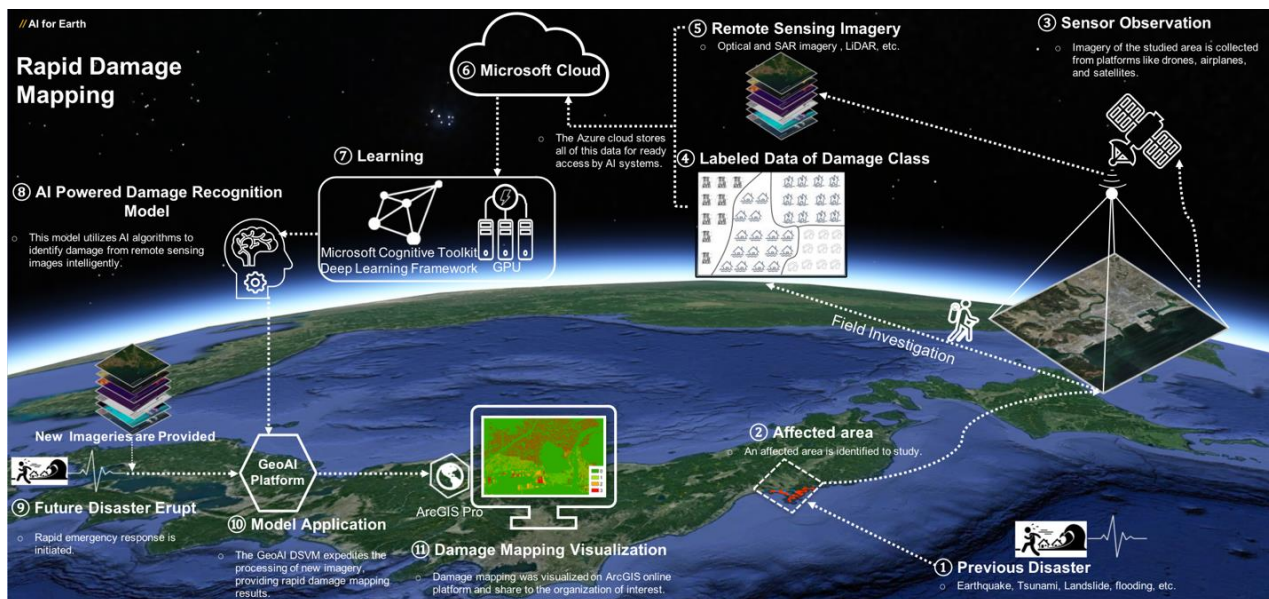 // AI for Earth
Rapid Damage
Mapping
⑥ Microsoft Cloud
⑤ Remote Sensing Imagery
○ Optical and SAR imagery , LiDAR, etc.
③ Sensor Observation
○ Imagery of the studied area is collected
from platforms like drones, airplanes,
and satellites.
○ The Azure cloud stores
all of this data for ready
access by AI systems.
④ Labeled Data of Damage Class
⑦ Learning
Microsoft Cognitive Toolkit
Deep Learning Framework
GPU
⑧ AI Powered Damage Recognition
Model
○ This model utilizes AI algorithms to
identify damage from remote sensing
images intelligently.
Field Investigation
New Imageries are Provided
GeoAI
Platform
ArcGIS Pro
② Affected area
○ An affected area is identified to study.
⑨ Future Disaster Erupt
○ Rapid emergency response is
initiated.
⑩ Model Application
○ The GeoAI DSVM expedites the
processing of new imagery,
providing rapid damage mapping
results.
⑪ Damage Mapping Visualization
○ Damage mapping was visualized on ArcGIS online
platform and share to the organization of interest.
① Previous Disaster
○ Earthquake, Tsunami, Landslide, flooding, etc.